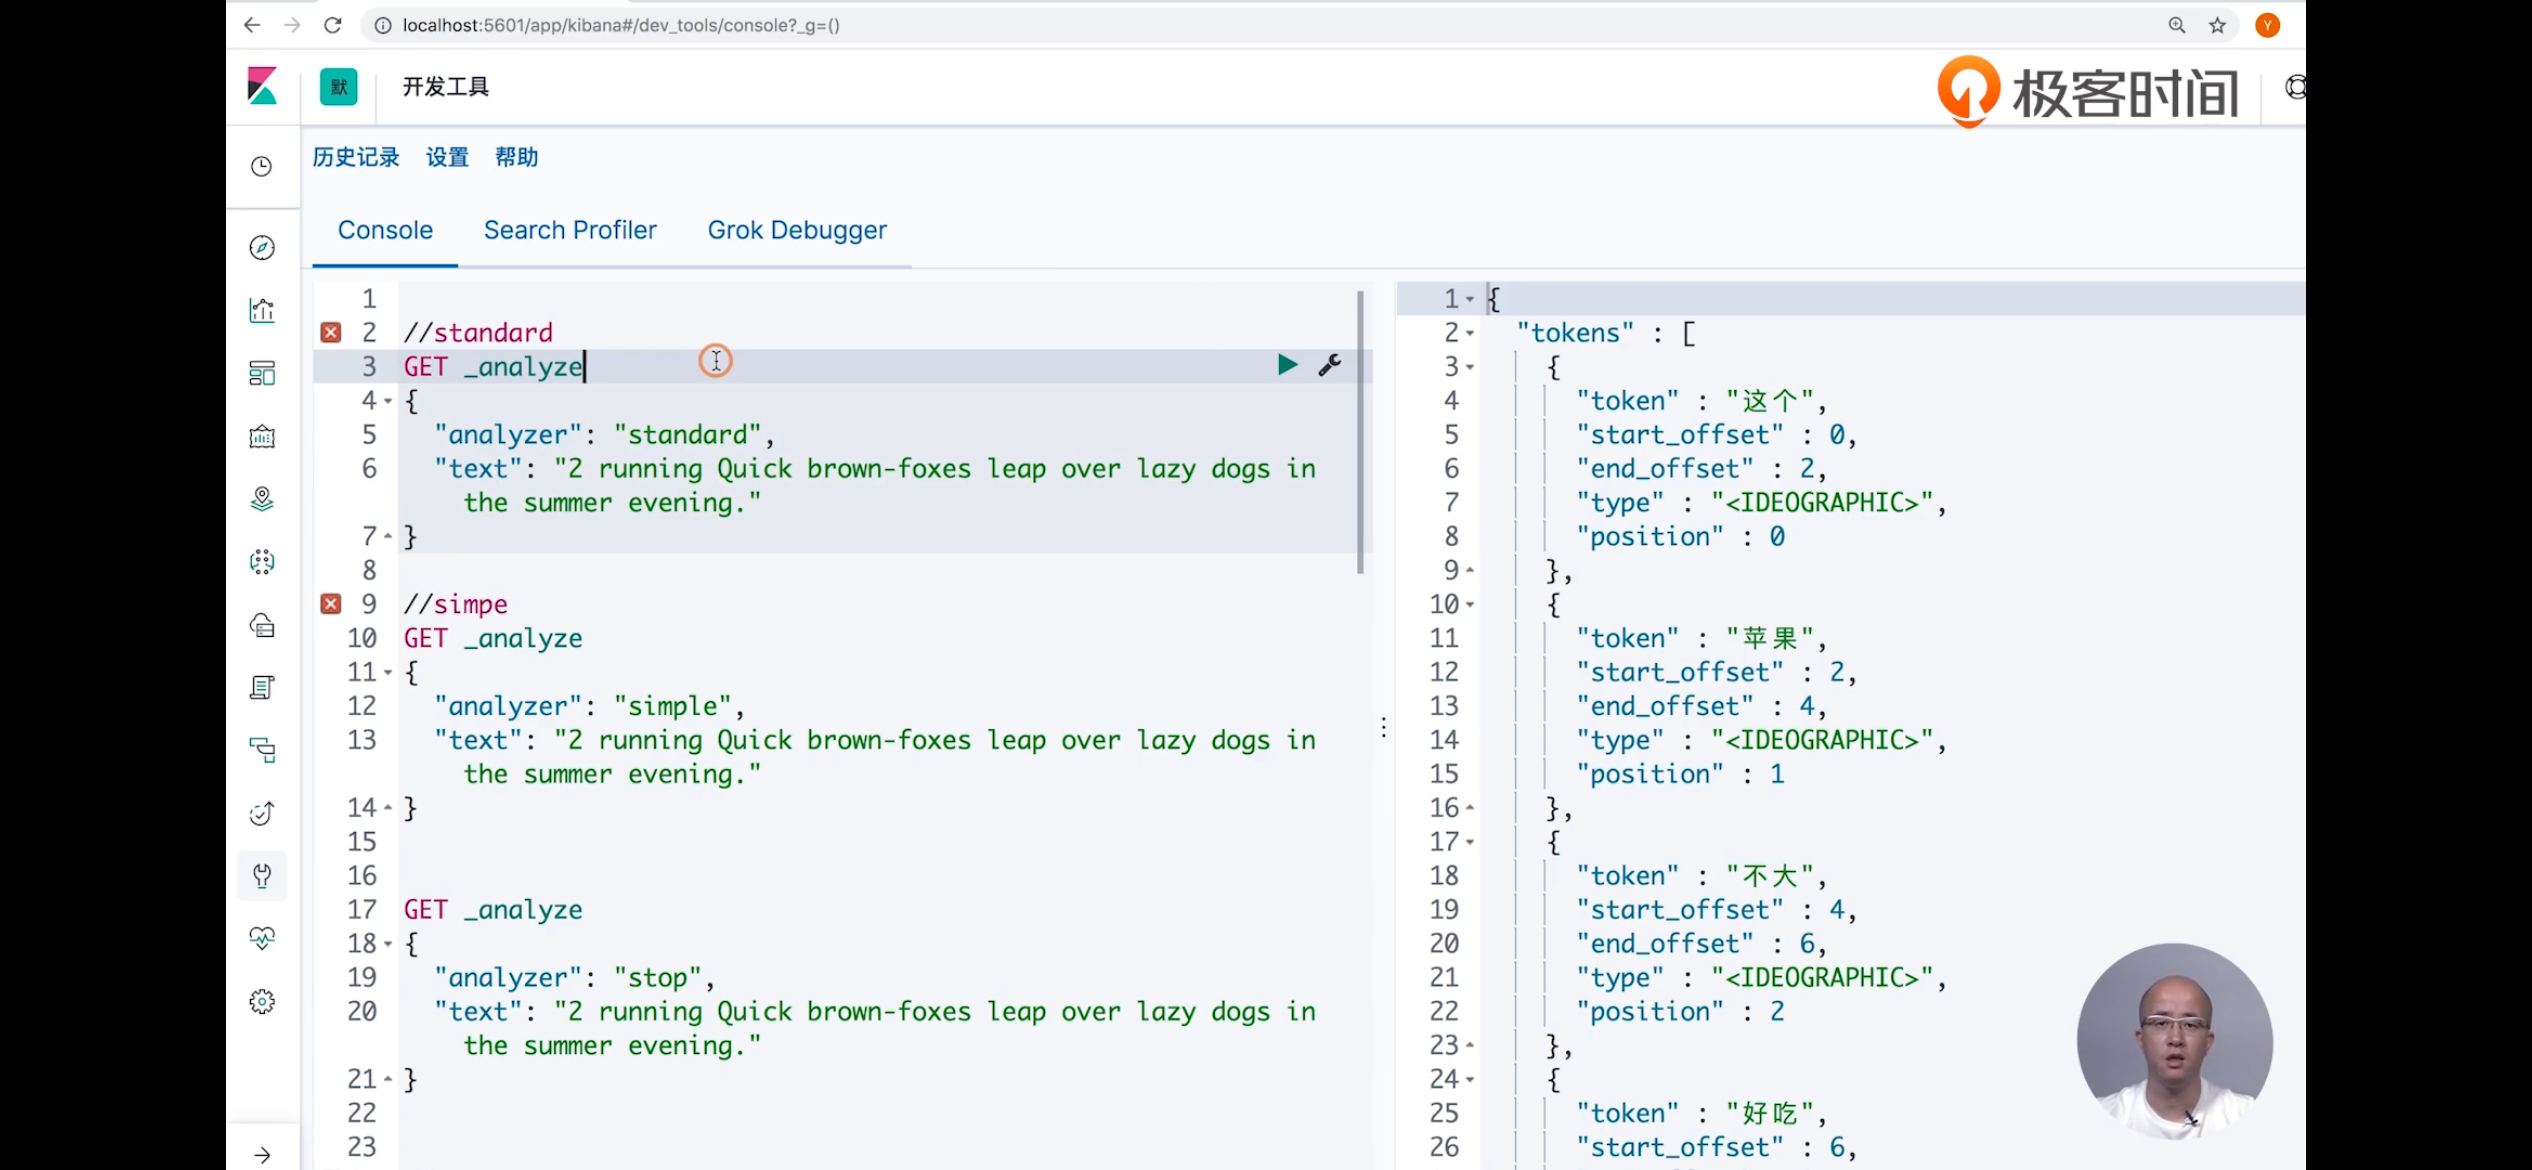 localhost:5601/app/kibana#/dev_tools/console?_g=()
Y
默
开发工具
极客时间
历史记录 设置 帮助
Console Search Profiler Grok Debugger
1
2 //standard
3 GET _analyze
4 {
5 "analyzer": "standard",
6 "text": "2 running Quick brown-foxes leap over lazy dogs in
the summer evening."
7 }
8
9 //simpe
10 GET _analyze
11 {
12 "analyzer": "simple",
13 "text": "2 running Quick brown-foxes leap over lazy dogs in
the summer evening."
14 }
15
16
17 GET _analyze
18 {
19 "analyzer": "stop",
20 "text": "2 running Quick brown-foxes leap over lazy dogs in
the summer evening."
21 }
22
23
1 {
2 "tokens" : [
3 {
4 "token" : "这个",
5 "start_offset" : 0,
6 "end_offset" : 2,
7 "type" : "<IDEOGRAPHIC>",
8 "position" : 0
9 },
10 {
11 "token" : "苹果",
12 "start_offset" : 2,
13 "end_offset" : 4,
14 "type" : "<IDEOGRAPHIC>",
15 "position" : 1
16 },
17 {
18 "token" : "不大",
19 "start_offset" : 4,
20 "end_offset" : 6,
21 "type" : "<IDEOGRAPHIC>",
22 "position" : 2
23 },
24 {
25 "token" : "好吃",
26 "start_offset" : 6,